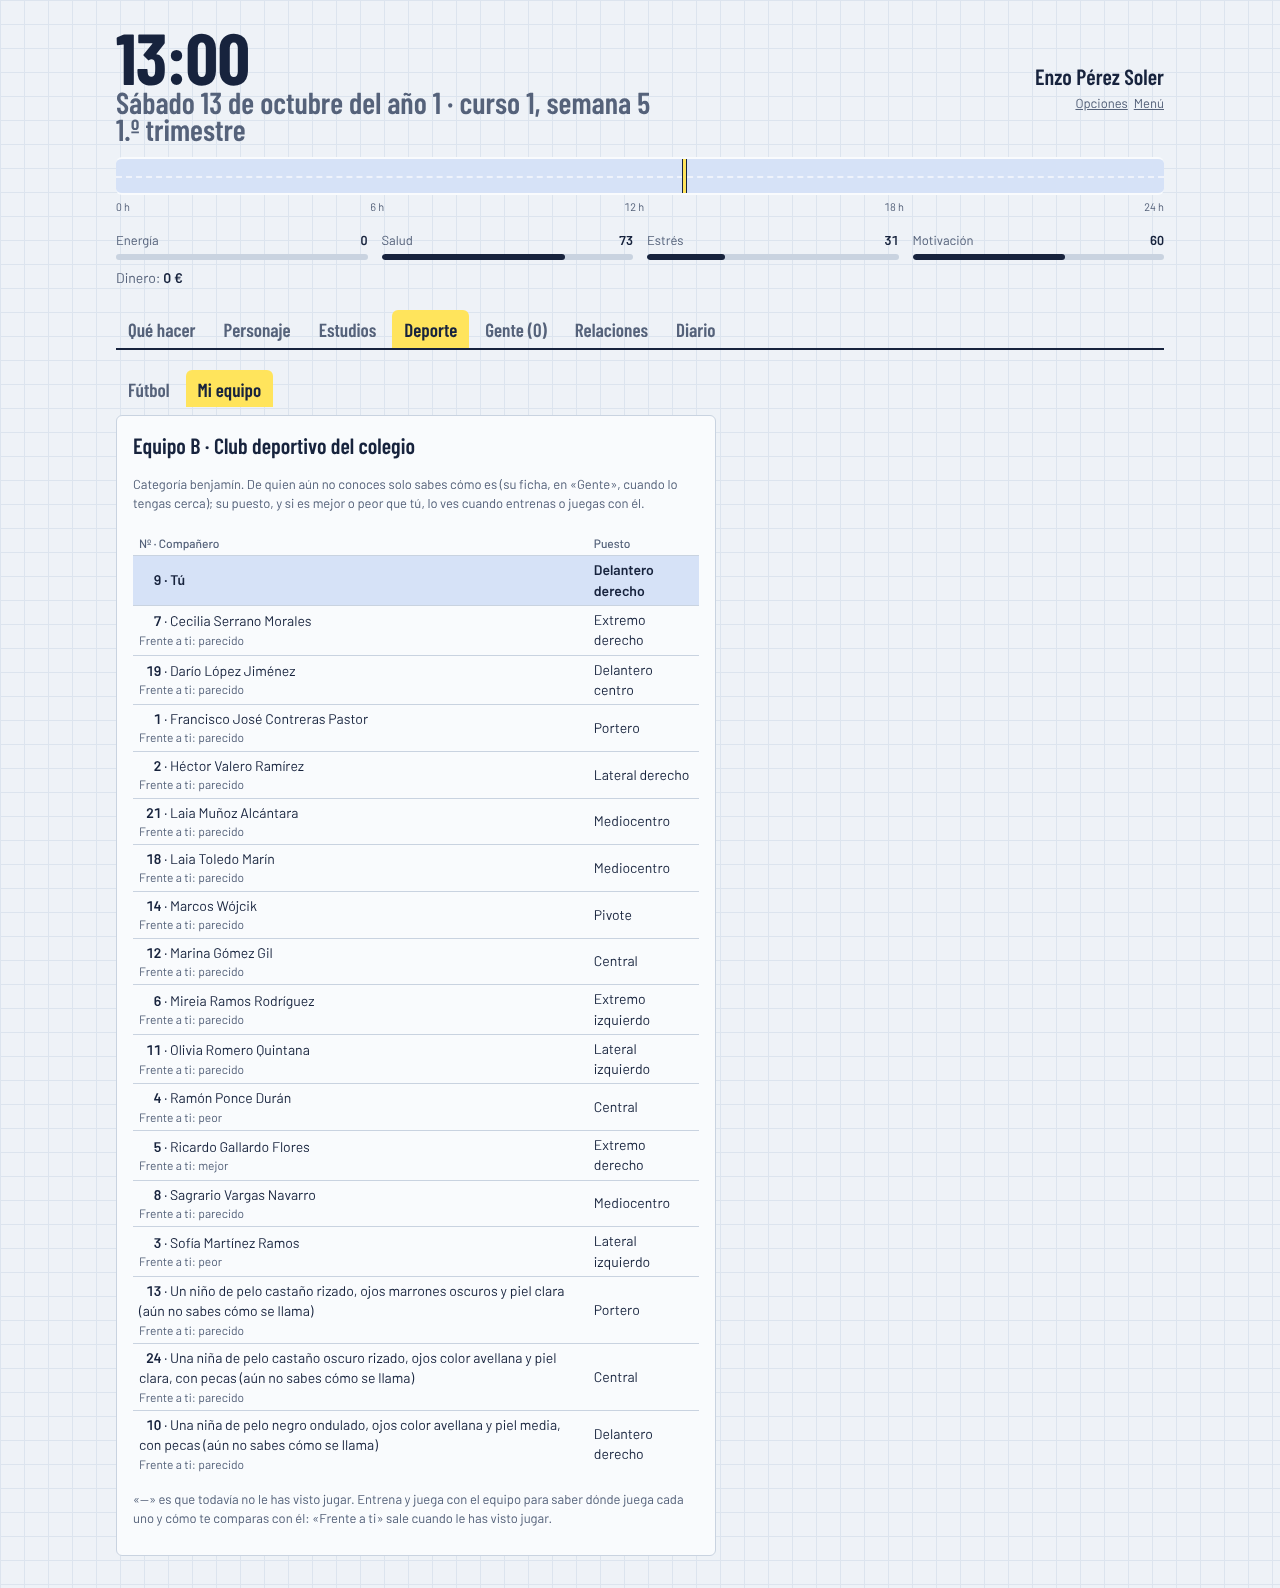 13:00
Sábado 13 de octubre del año 1 · curso 1, semana 5
1.º trimestre
Enzo Pérez Soler
Opciones Menú
0 h 6 h 12 h 18 h 24 h
Energía 0 Salud 73 Estrés 31 Motivación 60
Dinero: 0 €
Qué hacer Personaje Estudios Deporte Gente (0) Relaciones Diario
Fútbol Mi equipo
Equipo B · Club deportivo del colegio
Categoría benjamín. De quien aún no conoces solo sabes cómo es (su ficha, en «Gente», cuando lo
tengas cerca); su puesto, y si es mejor o peor que tú, lo ves cuando entrenas o juegas con él.
Nº · Compañero Puesto
9 · Tú Delantero
derecho
7 · Cecilia Serrano Morales Extremo
Frente a ti: parecido derecho
19 · Darío López Jiménez Delantero
Frente a ti: parecido centro
1 · Francisco José Contreras Pastor Portero
Frente a ti: parecido
2 · Héctor Valero Ramírez Lateral derecho
Frente a ti: parecido
21 · Laia Muñoz Alcántara Mediocentro
Frente a ti: parecido
18 · Laia Toledo Marín Mediocentro
Frente a ti: parecido
14 · Marcos Wójcik Pivote
Frente a ti: parecido
12 · Marina Gómez Gil Central
Frente a ti: parecido
6 · Mireia Ramos Rodríguez Extremo
Frente a ti: parecido izquierdo
11 · Olivia Romero Quintana Lateral
Frente a ti: parecido izquierdo
4 · Ramón Ponce Durán Central
Frente a ti: peor
5 · Ricardo Gallardo Flores Extremo
Frente a ti: mejor derecho
8 · Sagrario Vargas Navarro Mediocentro
Frente a ti: parecido
3 · Sofía Martínez Ramos Lateral
Frente a ti: peor izquierdo
13 · Un niño de pelo castaño rizado, ojos marrones oscuros y piel clara
(aún no sabes cómo se llama) Portero
Frente a ti: parecido
24 · Una niña de pelo castaño oscuro rizado, ojos color avellana y piel
clara, con pecas (aún no sabes cómo se llama) Central
Frente a ti: parecido
10 · Una niña de pelo negro ondulado, ojos color avellana y piel media, Delantero
con pecas (aún no sabes cómo se llama) derecho
Frente a ti: parecido
«—» es que todavía no le has visto jugar. Entrena y juega con el equipo para saber dónde juega cada
uno y cómo te comparas con él: «Frente a ti» sale cuando le has visto jugar.